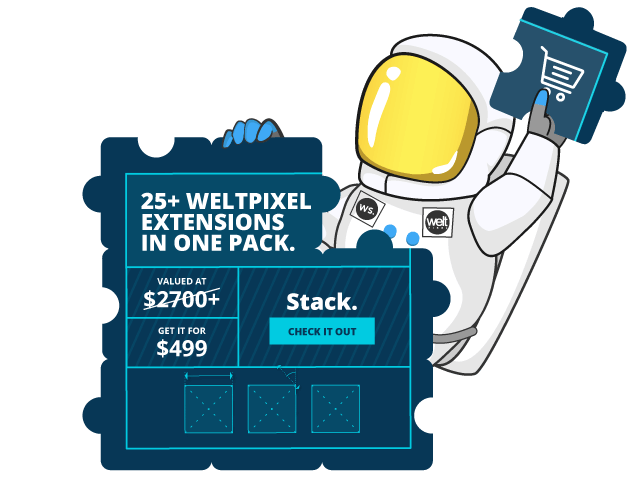 25+ WELTPIXEL
EXTENSIONS
IN ONE PACK.
VALUED AT
$2700+
GET IT FOR
$499
Stack.
CHECK IT OUT
ws.
welt